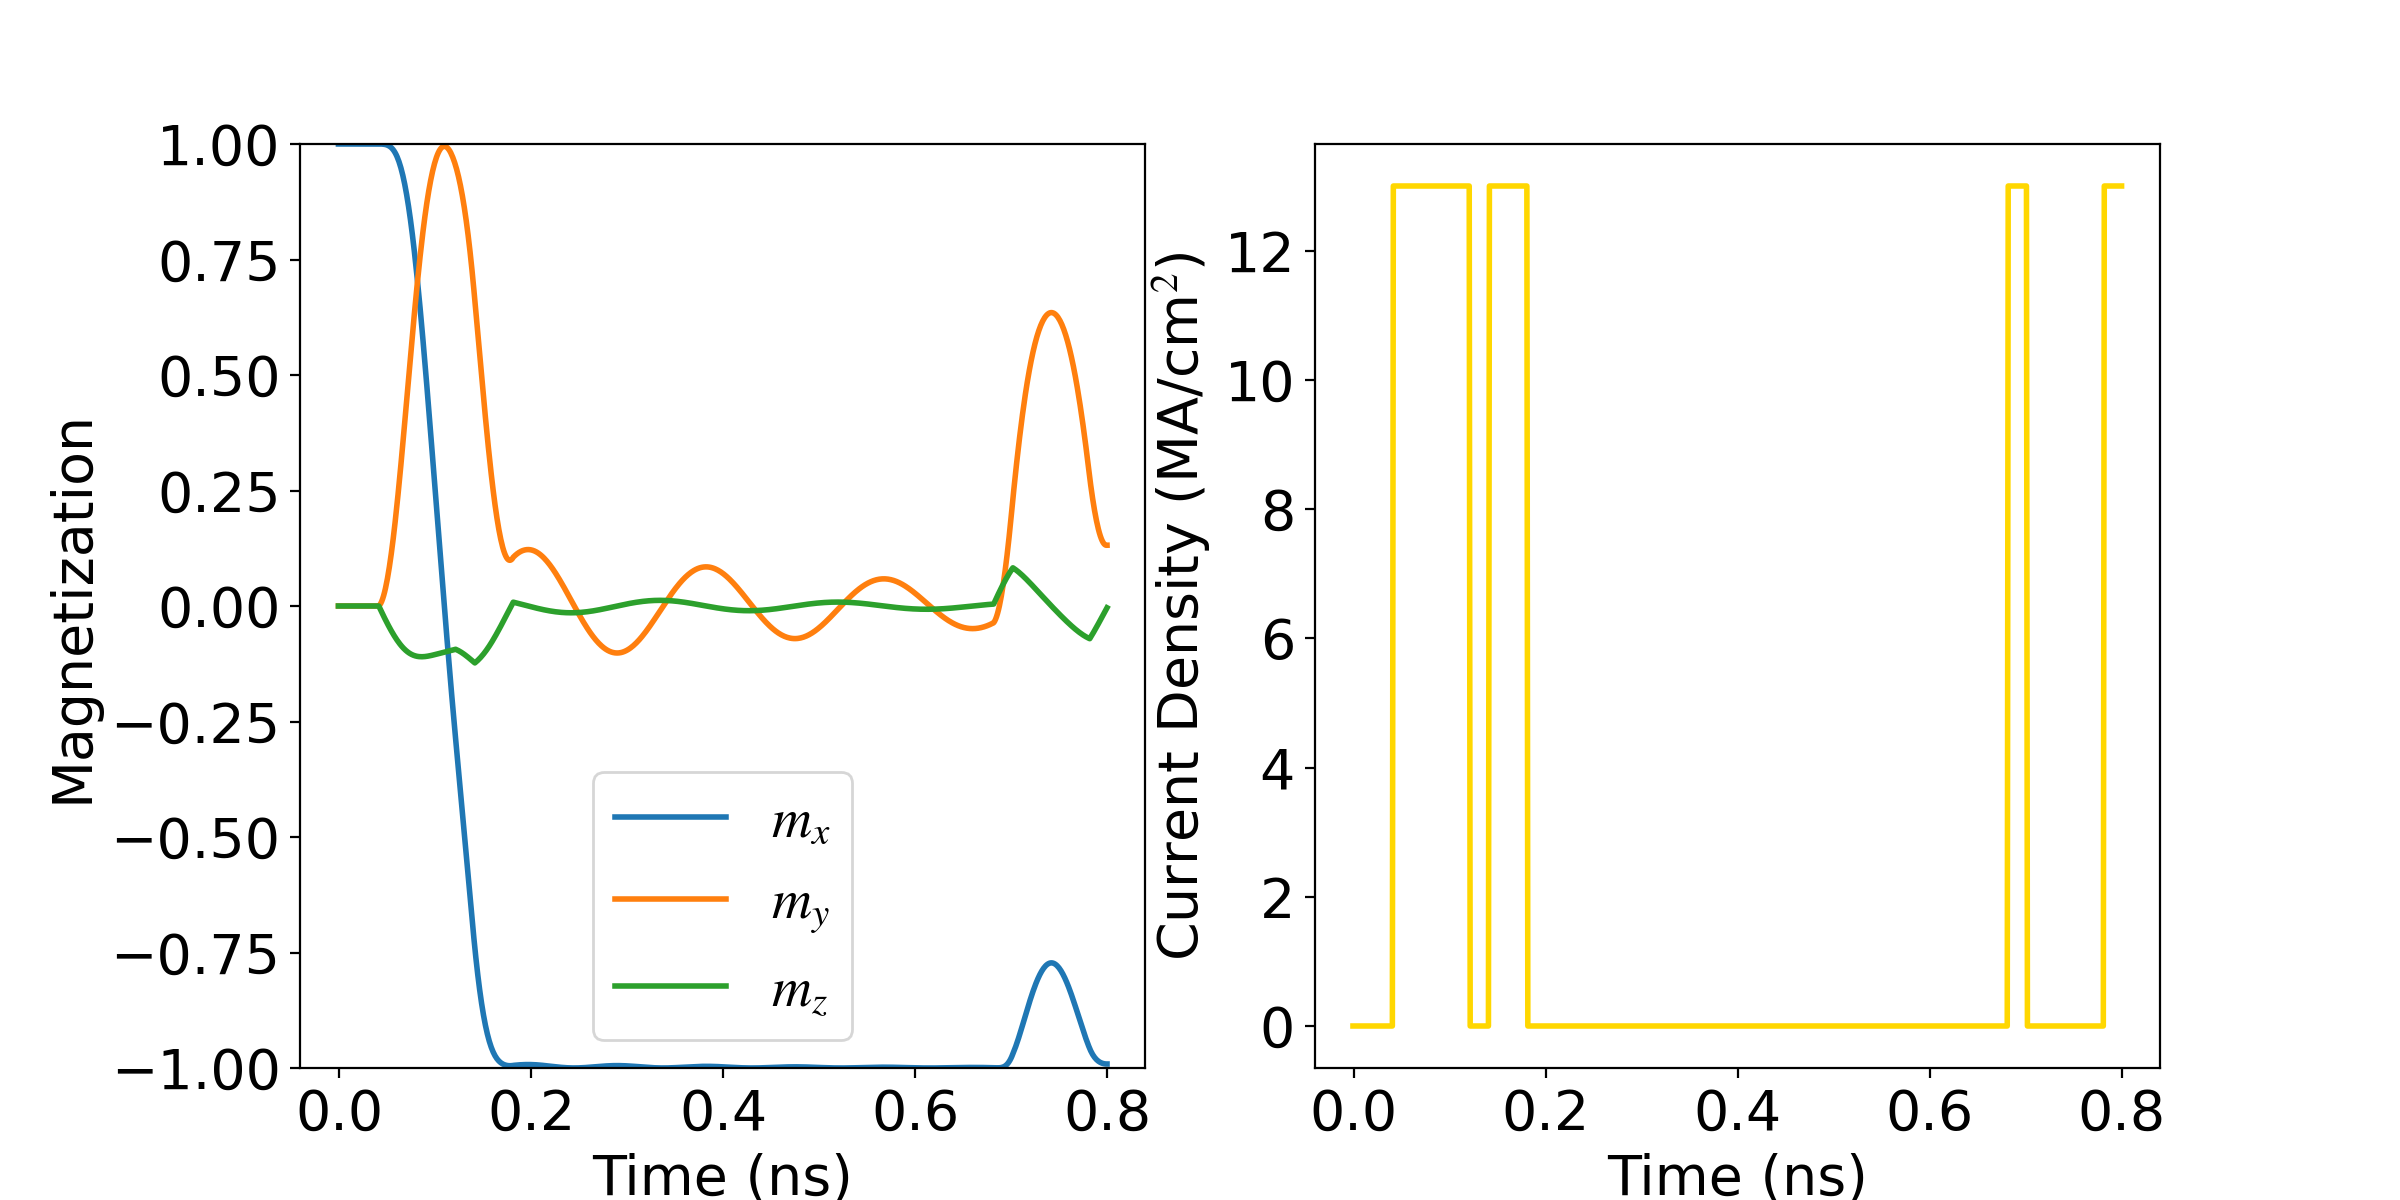 Magnetization
1.00
0.75
0.50
0.25
0.00
−0.25
−0.50
−0.75
−1.00
0.0 0.2 0.4 0.6 0.8
Time (ns)
m_x
m_y
m_z
Current Density (MA/cm²)
12
10
8
6
4
2
0
0.0 0.2 0.4 0.6 0.8
Time (ns)